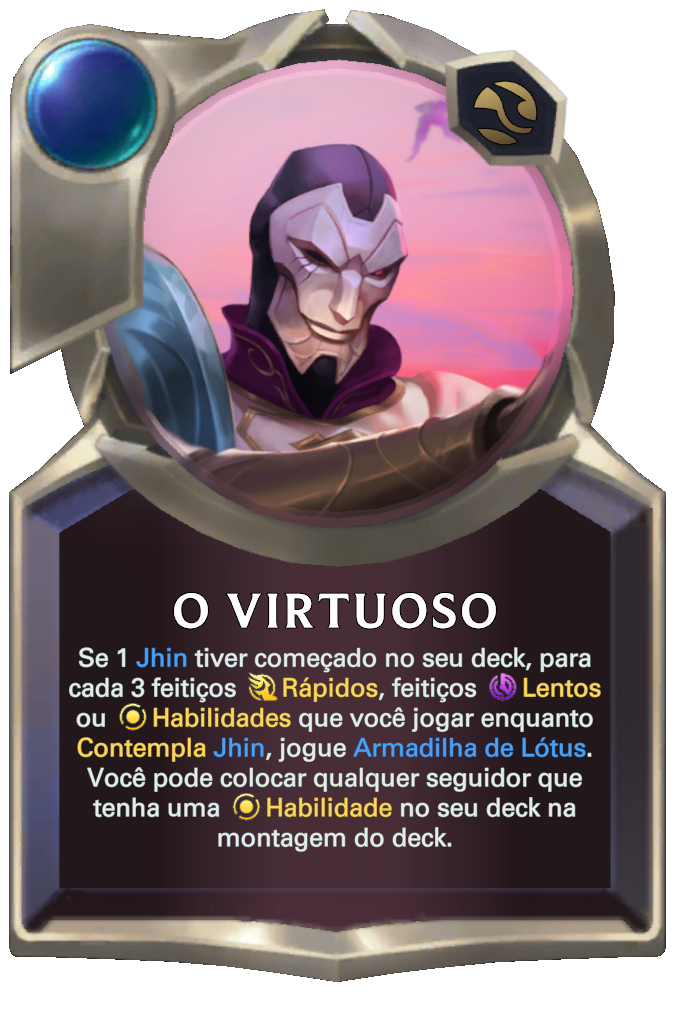 O VIRTUOSO
Se 1 Jhin tiver começado no seu deck, para
cada 3 feitiços Rápidos, feitiços Lentos
ou Habilidades que você jogar enquanto
Contempla Jhin, jogue Armadilha de Lótus.
Você pode colocar qualquer seguidor que
tenha uma Habilidade no seu deck na
montagem do deck.